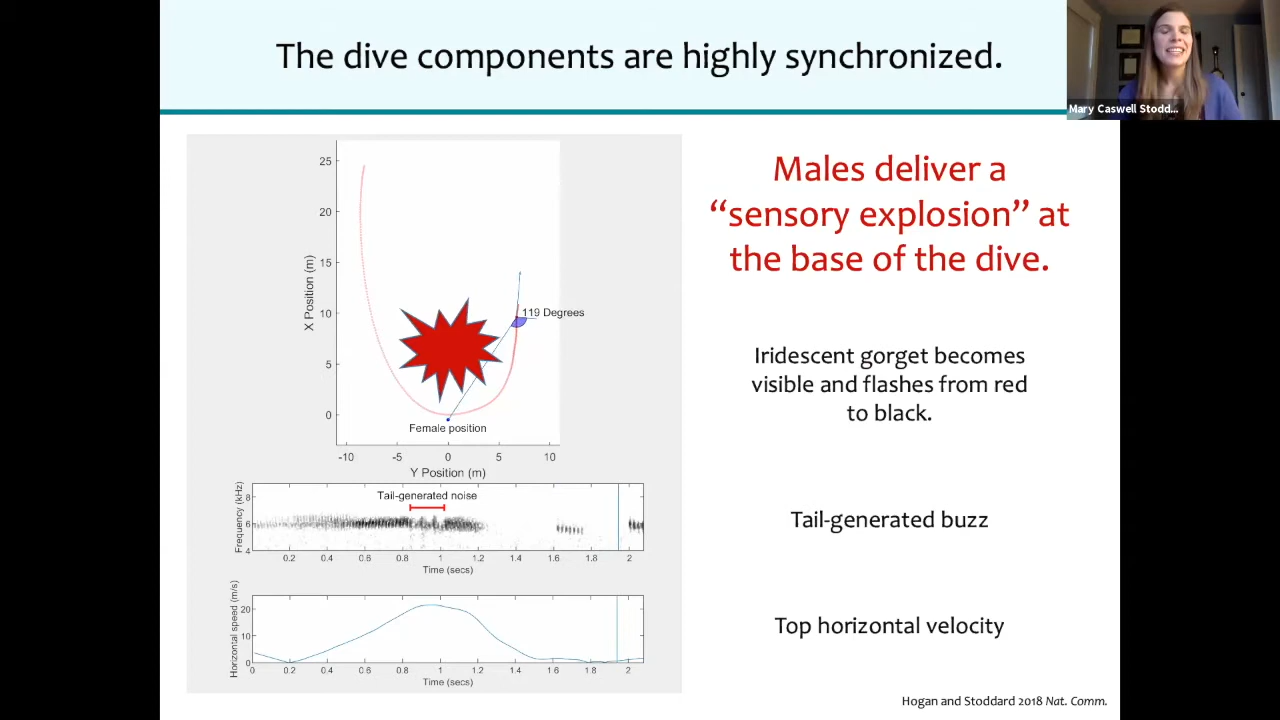 The dive components are highly synchronized.
Mary Caswell Stodd...
Males deliver a
“sensory explosion” at
the base of the dive.
Iridescent gorget becomes
visible and flashes from red
to black.
Tail-generated buzz
Top horizontal velocity
Hogan and Stoddard 2018 Nat. Comm.
25
20
15
10
5
0
X Position (m)
119 Degrees
Female position
-10 -5 0 5 10
Y Position (m)
Tail-generated noise
8
6
4
Frequency (kHz)
0.2 0.4 0.6 0.8 1 1.2 1.4 1.6 1.8 2
Time (secs)
20
10
0
Horizontal speed (m/s)
0 0.2 0.4 0.6 0.8 1 1.2 1.4 1.6 1.8 2
Time (secs)